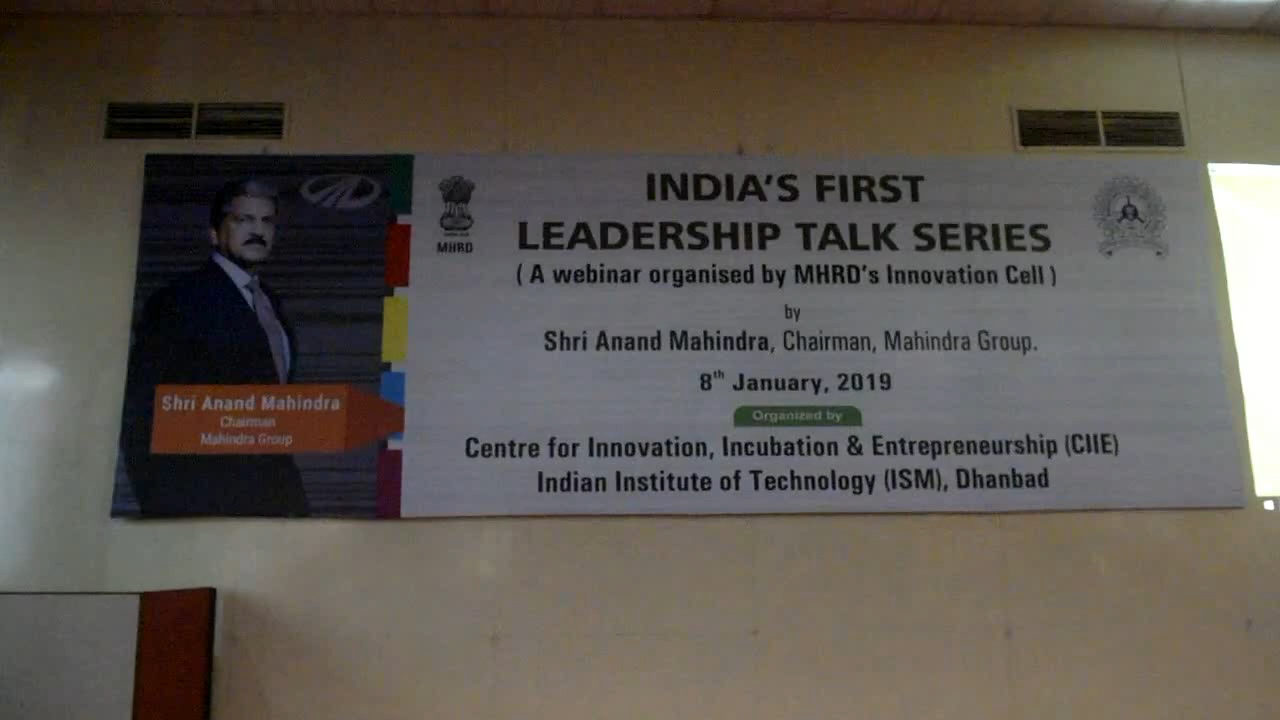 Shri Anand Mahindra
Chairman
Mahindra Group
MHRD
INDIA'S FIRST
LEADERSHIP TALK SERIES
( A webinar organised by MHRD's Innovation Cell )
by
Shri Anand Mahindra, Chairman, Mahindra Group.
8th January, 2019
Organized by
Centre for Innovation, Incubation & Entrepreneurship (CIIE)
Indian Institute of Technology (ISM), Dhanbad